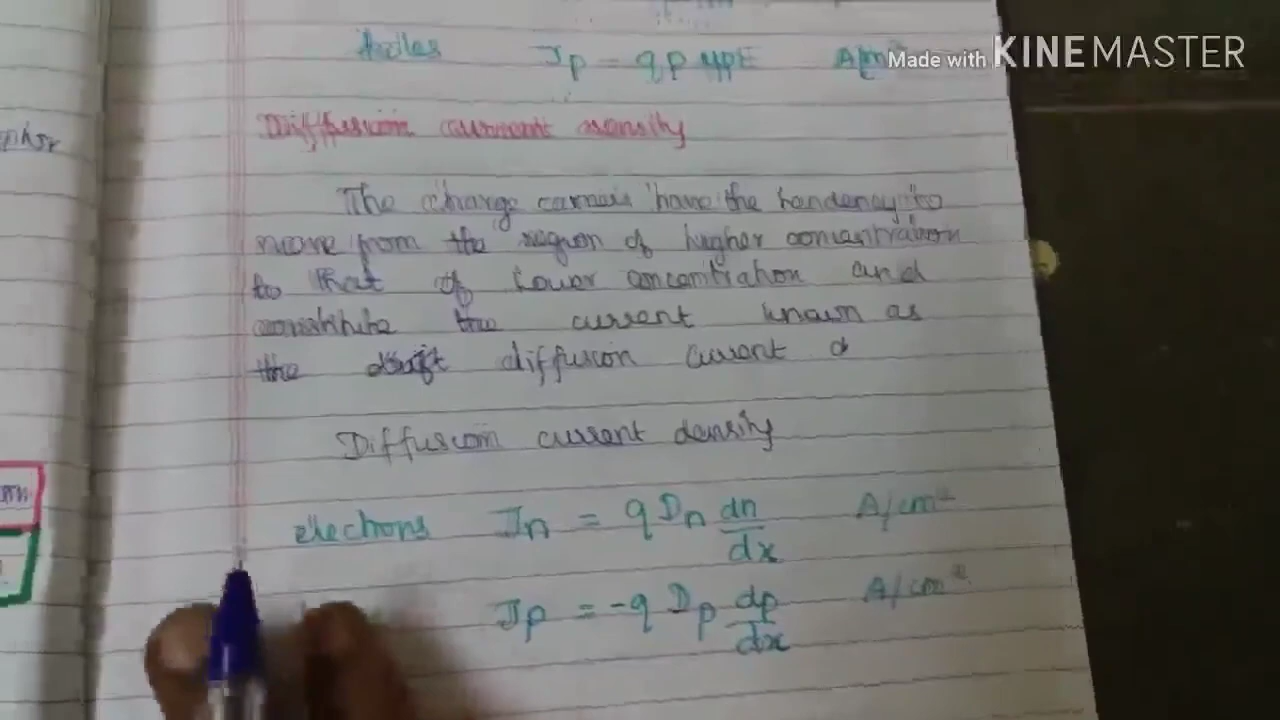 holes Jp = qpμpE A/cm²
Made with KINEMASTER
Diffusion current density
The charge carriers have the tendency to
move from the region of higher concentration
to that of lower concentration and
constitute the current known as
the drift diffusion current d
Diffusion current density
electrons Jn = q Dn dn/dx A/cm²
Jp = -q Dp dp/dx A/cm²